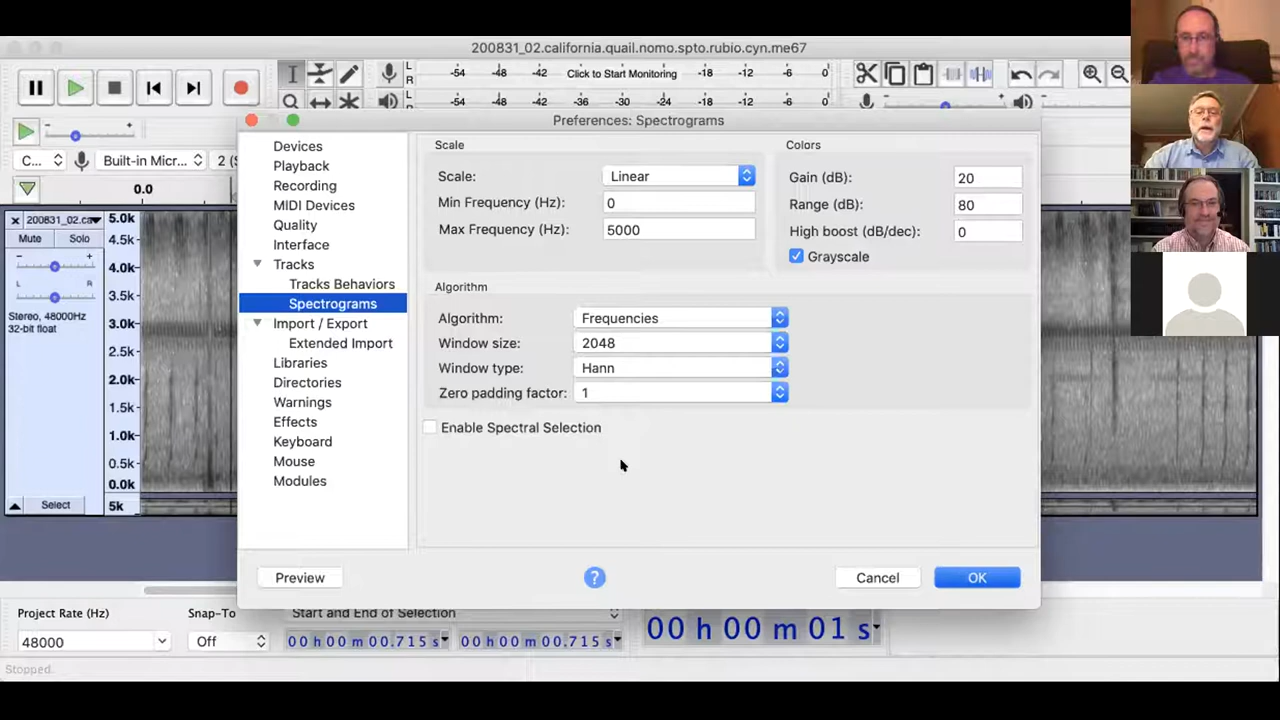 200831_02.california.quail.nomo.spto.rubio.cyn.me67
L
R
-54 -48 -42 Click to Start Monitoring -18 -12 -6 0
L
R
-54 -48 -42 -36 -30 -24 -18 -12 -6 0
- +
C... Built-in Micr... 2 (S
0.0
Preferences: Spectrograms
Devices
Playback
Recording
MIDI Devices
Quality
Interface
Tracks
Tracks Behaviors
Spectrograms
Import / Export
Extended Import
Libraries
Directories
Warnings
Effects
Keyboard
Mouse
Modules
Scale
Scale: Linear
Min Frequency (Hz): 0
Max Frequency (Hz): 5000
Colors
Gain (dB): 20
Range (dB): 80
High boost (dB/dec): 0
Grayscale
Algorithm
Algorithm: Frequencies
Window size: 2048
Window type: Hann
Zero padding factor: 1
Enable Spectral Selection
Preview ? Cancel OK
200831_02.ca
Mute Solo
- +
L R
Stereo, 48000Hz
32-bit float
Select
5.0k
4.5k
4.0k
3.5k
3.0k
2.5k
2.0k
1.5k
1.0k
0.5k
0.0k
5k
Project Rate (Hz) Snap-To Start and End of Selection
48000 Off 00 h 00 m 00.715 s 00 h 00 m 00.715 s 00 h 00 m 01 s
Stopped.